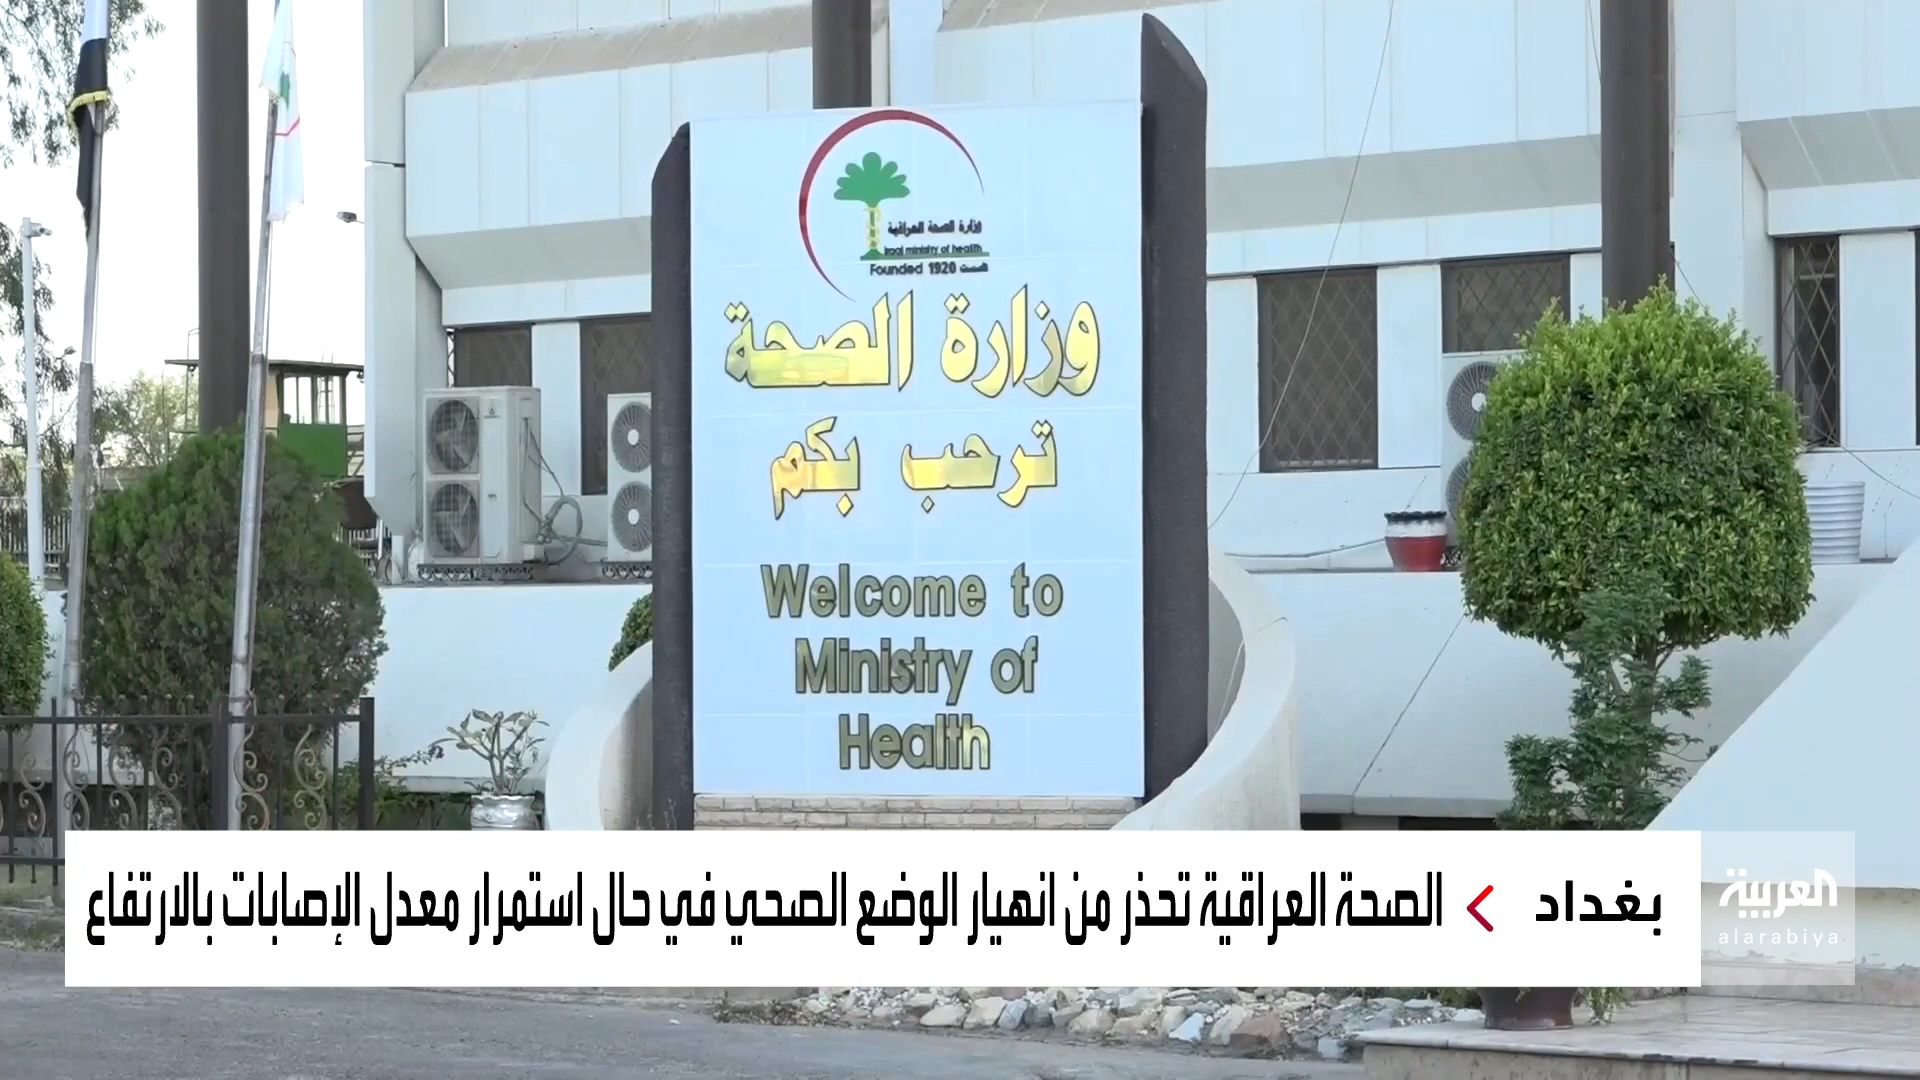 وزارة الصحة العراقية
Iraqi ministry of health
Founded 1920 تأسست
وزارة الصحة
ترحب بكم
Welcome to
Ministry of
Health
بغداد
الصحة العراقية تحذر من انهيار الوضع الصحي في حال استمرار معدل الإصابات بالارتفاع
العربية
alarabiya